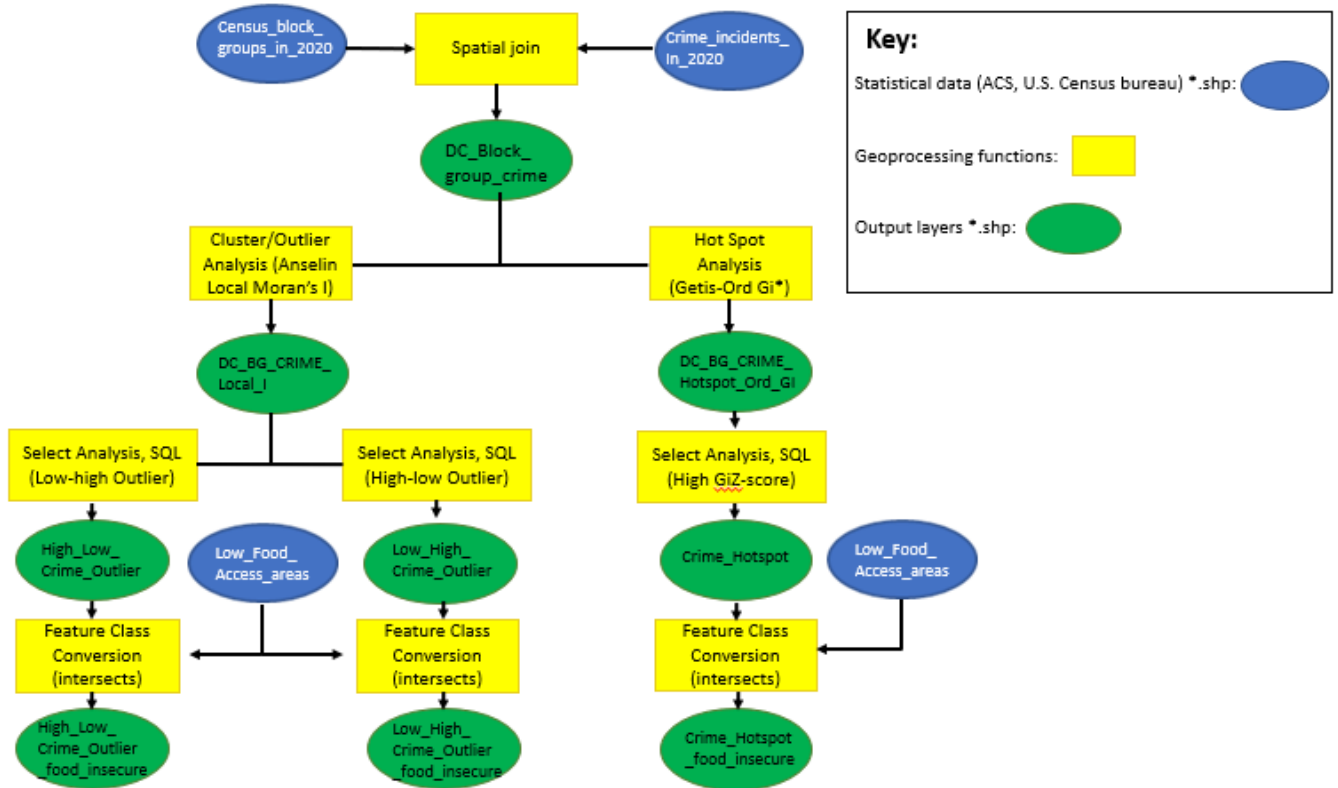 Census_block_
groups_in_2020
Spatial join
Crime_incidents_
In_2020
Key:
Statistical data (ACS, U.S. Census bureau) *.shp:
Geoprocessing functions:
Output layers *.shp:
DC_Block_
group_crime
Cluster/Outlier
Analysis (Anselin
Local Moran's I)
Hot Spot
Analysis
(Getis-Ord Gi*)
DC_BG_CRIME_
Local_I
DC_BG_CRIME_
Hotspot_Ord_GI
Select Analysis, SQL
(Low-high Outlier)
Select Analysis, SQL
(High-low Outlier)
Select Analysis, SQL
(High GiZ-score)
High_Low_
Crime_Outlier
Low_Food_
Access_areas
Low_High_
Crime_Outlier
Crime_Hotspot
Low_Food_
Access_areas
Feature Class
Conversion
(intersects)
Feature Class
Conversion
(intersects)
Feature Class
Conversion
(intersects)
High_Low_
Crime_Outlier
_food_insecure
Low_High_
Crime_Outlier
_food_insecure
Crime_Hotspot
_food_insecure